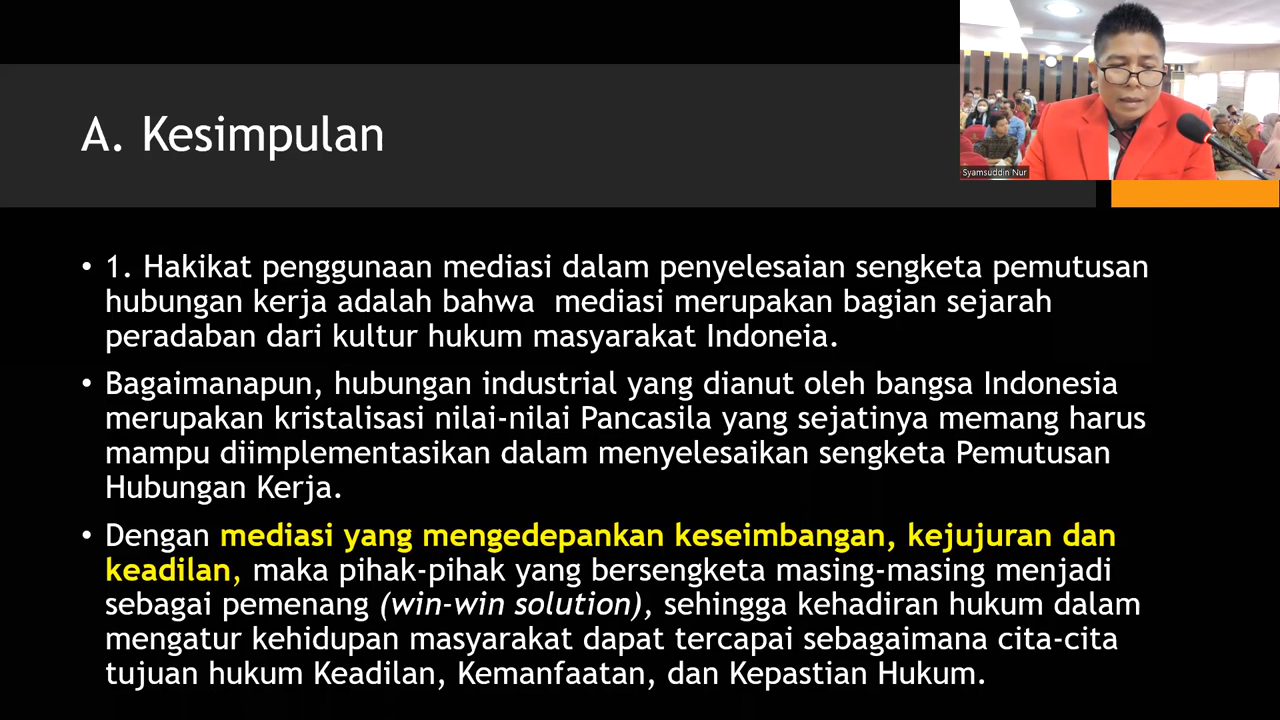 A. Kesimpulan
Syamsuddin Nur
• 1. Hakikat penggunaan mediasi dalam penyelesaian sengketa pemutusan
hubungan kerja adalah bahwa  mediasi merupakan bagian sejarah
peradaban dari kultur hukum masyarakat Indoneia.
• Bagaimanapun, hubungan industrial yang dianut oleh bangsa Indonesia
merupakan kristalisasi nilai-nilai Pancasila yang sejatinya memang harus
mampu diimplementasikan dalam menyelesaikan sengketa Pemutusan
Hubungan Kerja.
• Dengan mediasi yang mengedepankan keseimbangan, kejujuran dan
keadilan, maka pihak-pihak yang bersengketa masing-masing menjadi
sebagai pemenang (win-win solution), sehingga kehadiran hukum dalam
mengatur kehidupan masyarakat dapat tercapai sebagaimana cita-cita
tujuan hukum Keadilan, Kemanfaatan, dan Kepastian Hukum.